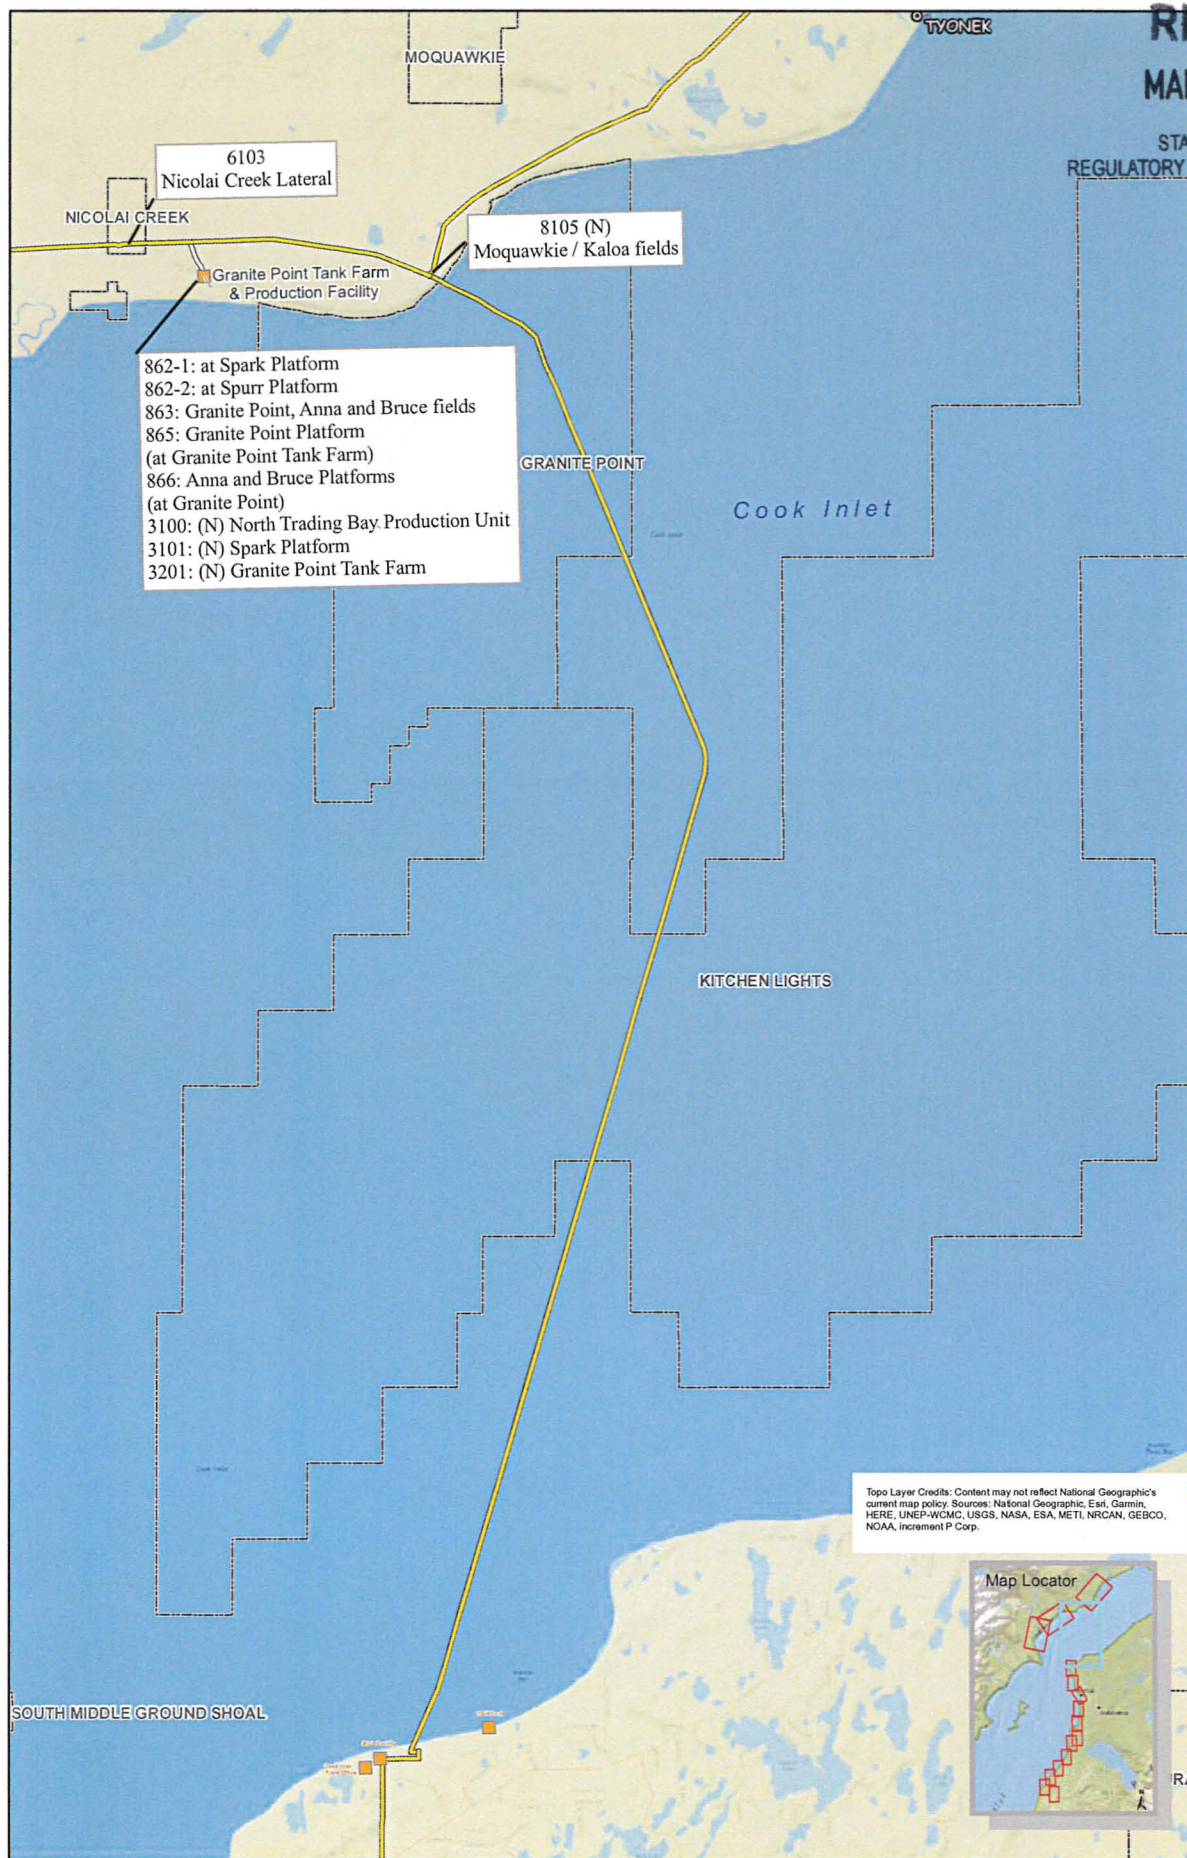 TYONEK
MOQUAWKIE
MAI
STA
REGULATORY
6103
Nicolai Creek Lateral
NICOLAI CREEK
8105 (N)
Moquawkie / Kaloa fields
Granite Point Tank Farm
& Production Facility
862-1: at Spark Platform
862-2: at Spurr Platform
863: Granite Point, Anna and Bruce fields
865: Granite Point Platform
(at Granite Point Tank Farm)
866: Anna and Bruce Platforms
(at Granite Point)
3100: (N) North Trading Bay Production Unit
3101: (N) Spark Platform
3201: (N) Granite Point Tank Farm
GRANITE POINT
Cook Inlet
Cook Inlet
KITCHEN LIGHTS
Cook Inlet
Topo Layer Credits: Content may not reflect National Geographic's
current map policy. Sources: National Geographic, Esri, Garmin,
HERE, UNEP-WCMC, USGS, NASA, ESA, METI, NRCAN, GEBCO,
NOAA, increment P Corp.
Map Locator
SOUTH MIDDLE GROUND SHOAL
N